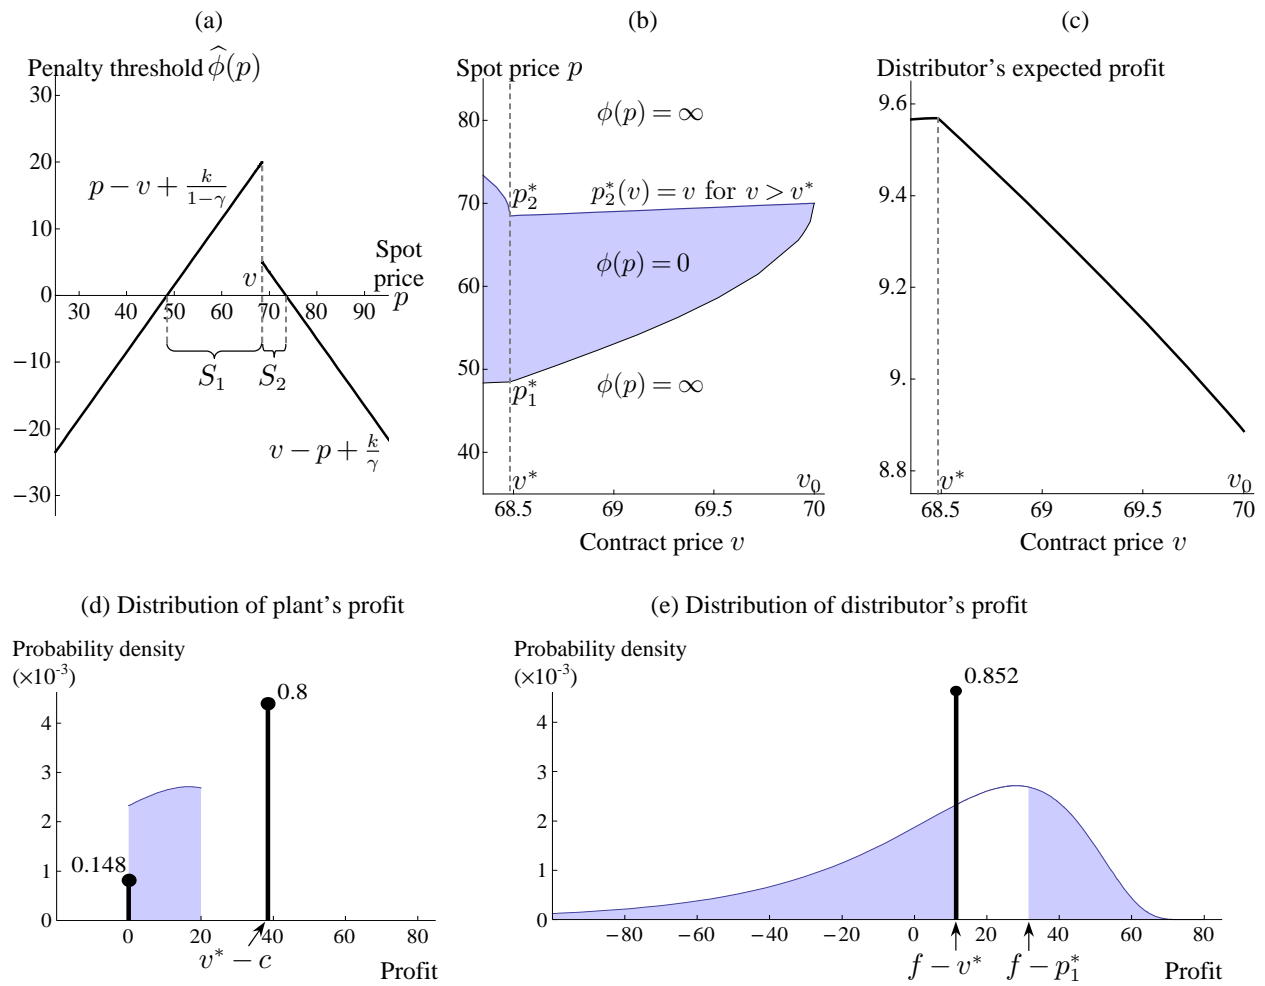 (a)
Penalty threshold \hat{ϕ}(p)
30
20
10
0
−10
−20
−30
p − v + k/(1−γ)
v
Spot
price
p
30 40 50 60 70 80 90
S₁ S₂
v − p + k/γ
(b)
Spot price p
80
70
60
50
40
ϕ(p) = ∞
p₂*
p₂*(v) = v for v > v*
ϕ(p) = 0
p₁*
ϕ(p) = ∞
v* v₀
68.5 69 69.5 70
Contract price v
(c)
Distributor's expected profit
9.6
9.4
9.2
9.
8.8
v* v₀
68.5 69 69.5 70
Contract price v
(d) Distribution of plant's profit
Probability density
(×10⁻³)
4
3
2
1
0
0.148
0.8
0 20 40 60 80
v* − c
Profit
(e) Distribution of distributor's profit
Probability density
(×10⁻³)
4
3
2
1
0
0.852
−80 −60 −40 −20 0 20 40 60 80
f − v* f − p₁*
Profit